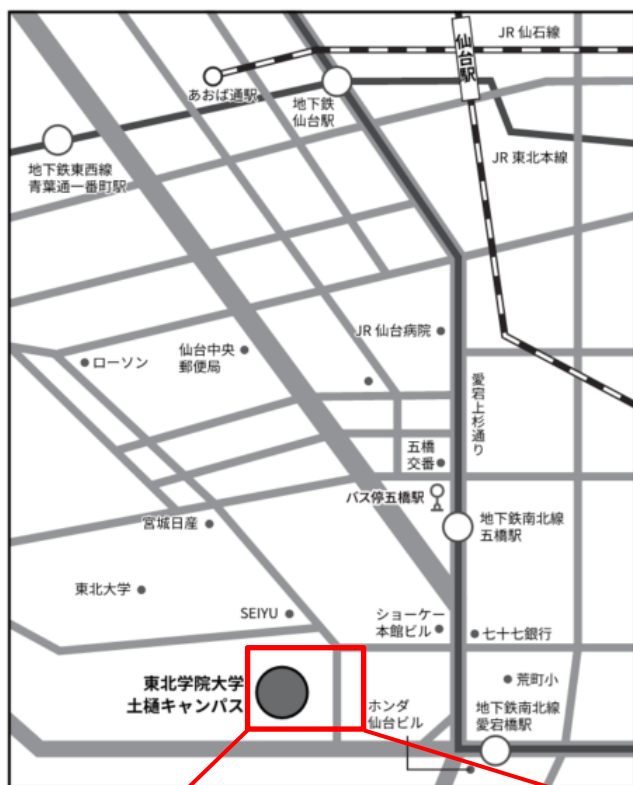 JR 仙石線
仙台駅
あおば通駅
地下鉄
仙台駅
JR 東北本線
地下鉄東西線
青葉通一番町駅
JR 仙台病院
仙台中央
郵便局
ローソン
愛宕上杉通り
五橋
交番
バス停五橋駅
地下鉄南北線
五橋駅
宮城日産
東北大学
SEIYU
ショーケー
本館ビル
七十七銀行
東北学院大学
土樋キャンパス
荒町小
ホンダ
仙台ビル
地下鉄南北線
愛宕橋駅